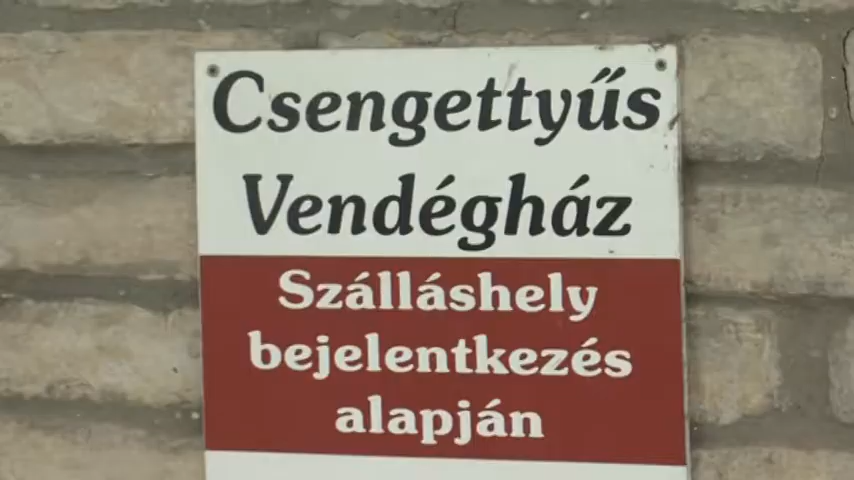 Csengettyűs
Vendégház
Szálláshely
bejelentkezés
alapján